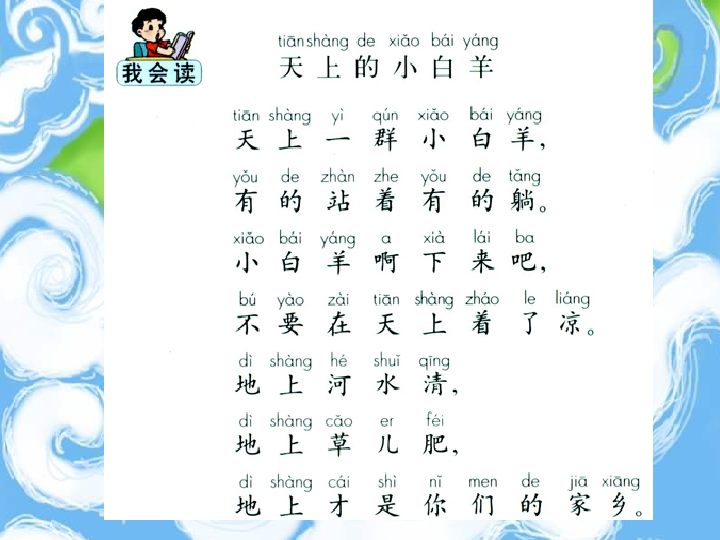 我会读
tiānshàng de xiǎo bái yáng
天上的小白羊
tiān shàng yì qún xiǎo bái yáng
天上一群小白羊，
yǒu de zhàn zhe yǒu de tǎng
有的站着有的躺。
xiǎo bái yáng a xià lái ba
小白羊啊下来吧，
bú yào zài tiān shàng zháo le liáng
不要在天上着了凉。
dì shàng hé shuǐ qīng
地上河水清，
dì shàng cǎo er féi
地上草儿肥，
dì shàng cái shì nǐ men de jiā xiāng
地上才是你们的家乡。